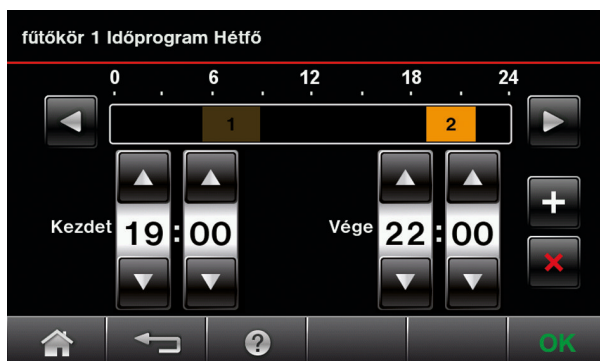 fűtőkör 1 Időprogram Hétfő
0 6 12 18 24
1 2
Kezdet 19:00 Vége 22:00
?
OK